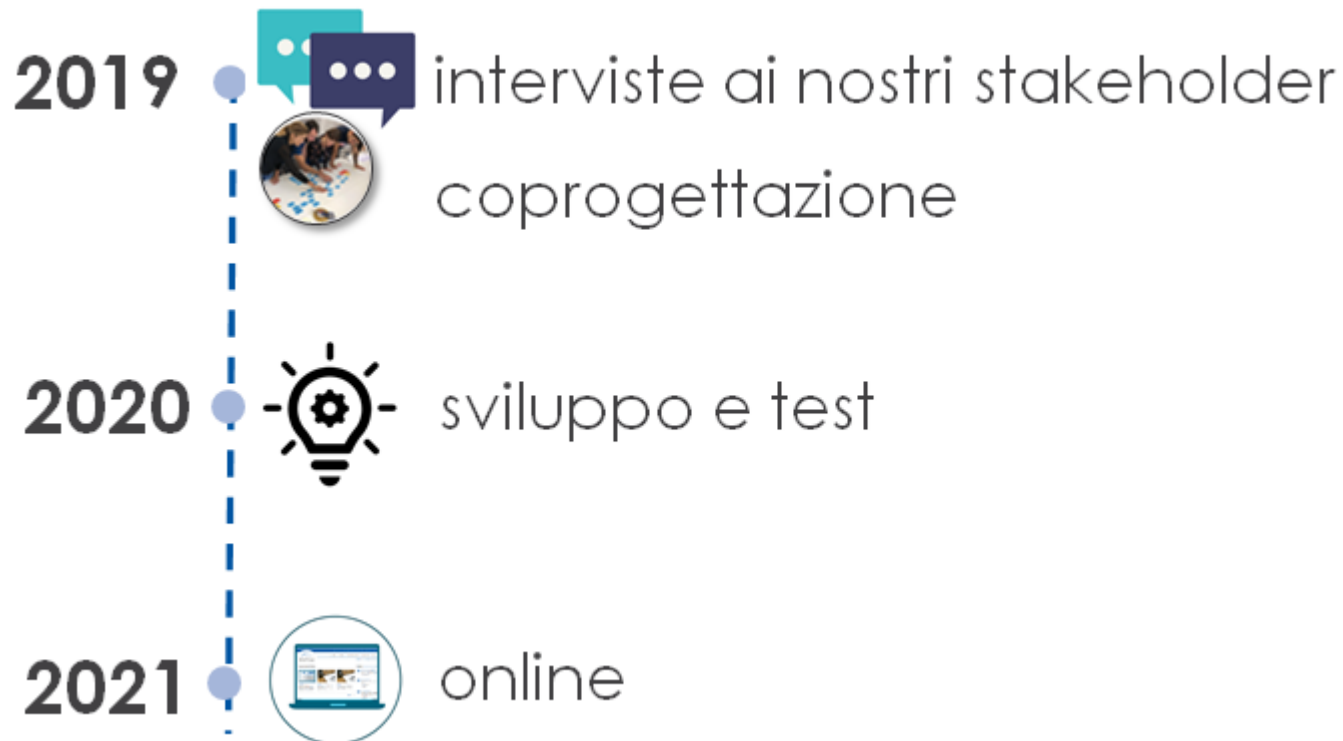 2019 interviste ai nostri stakeholder
coprogettazione
2020 sviluppo e test
2021 online